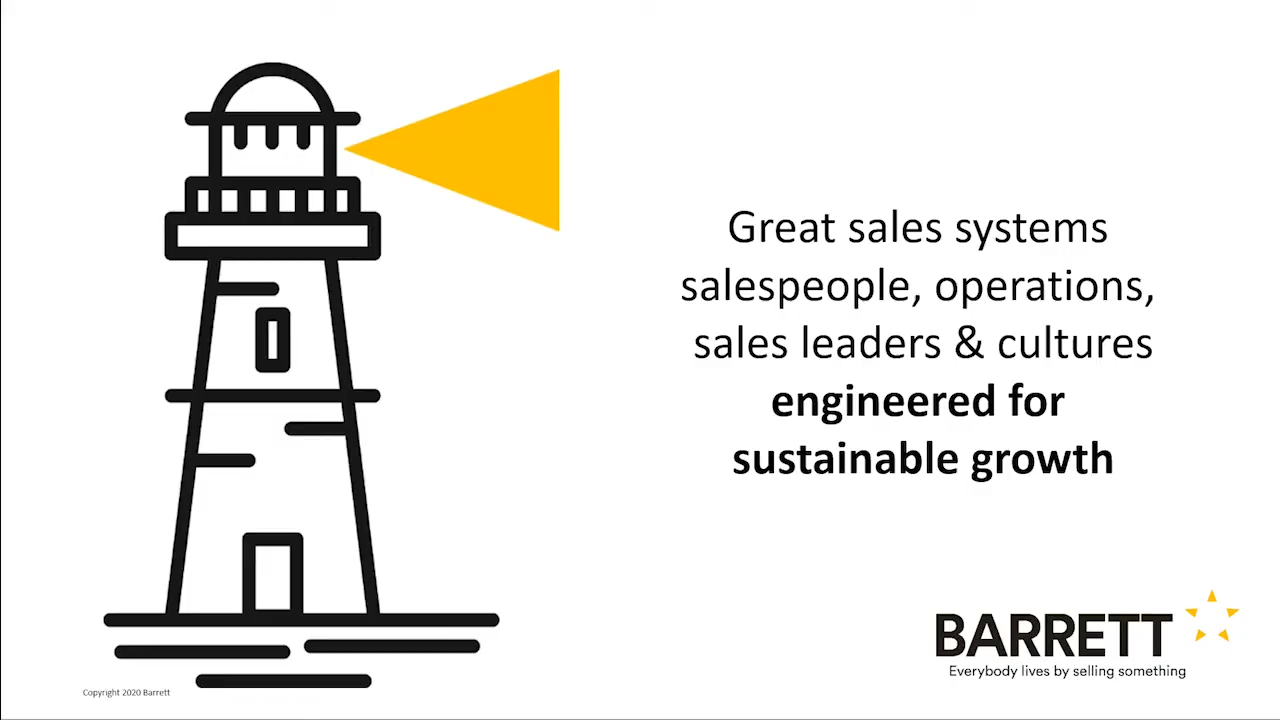 Great sales systems
salespeople, operations,
sales leaders & cultures
engineered for
sustainable growth
BARRETT
Everybody lives by selling something
Copyright 2020 Barrett